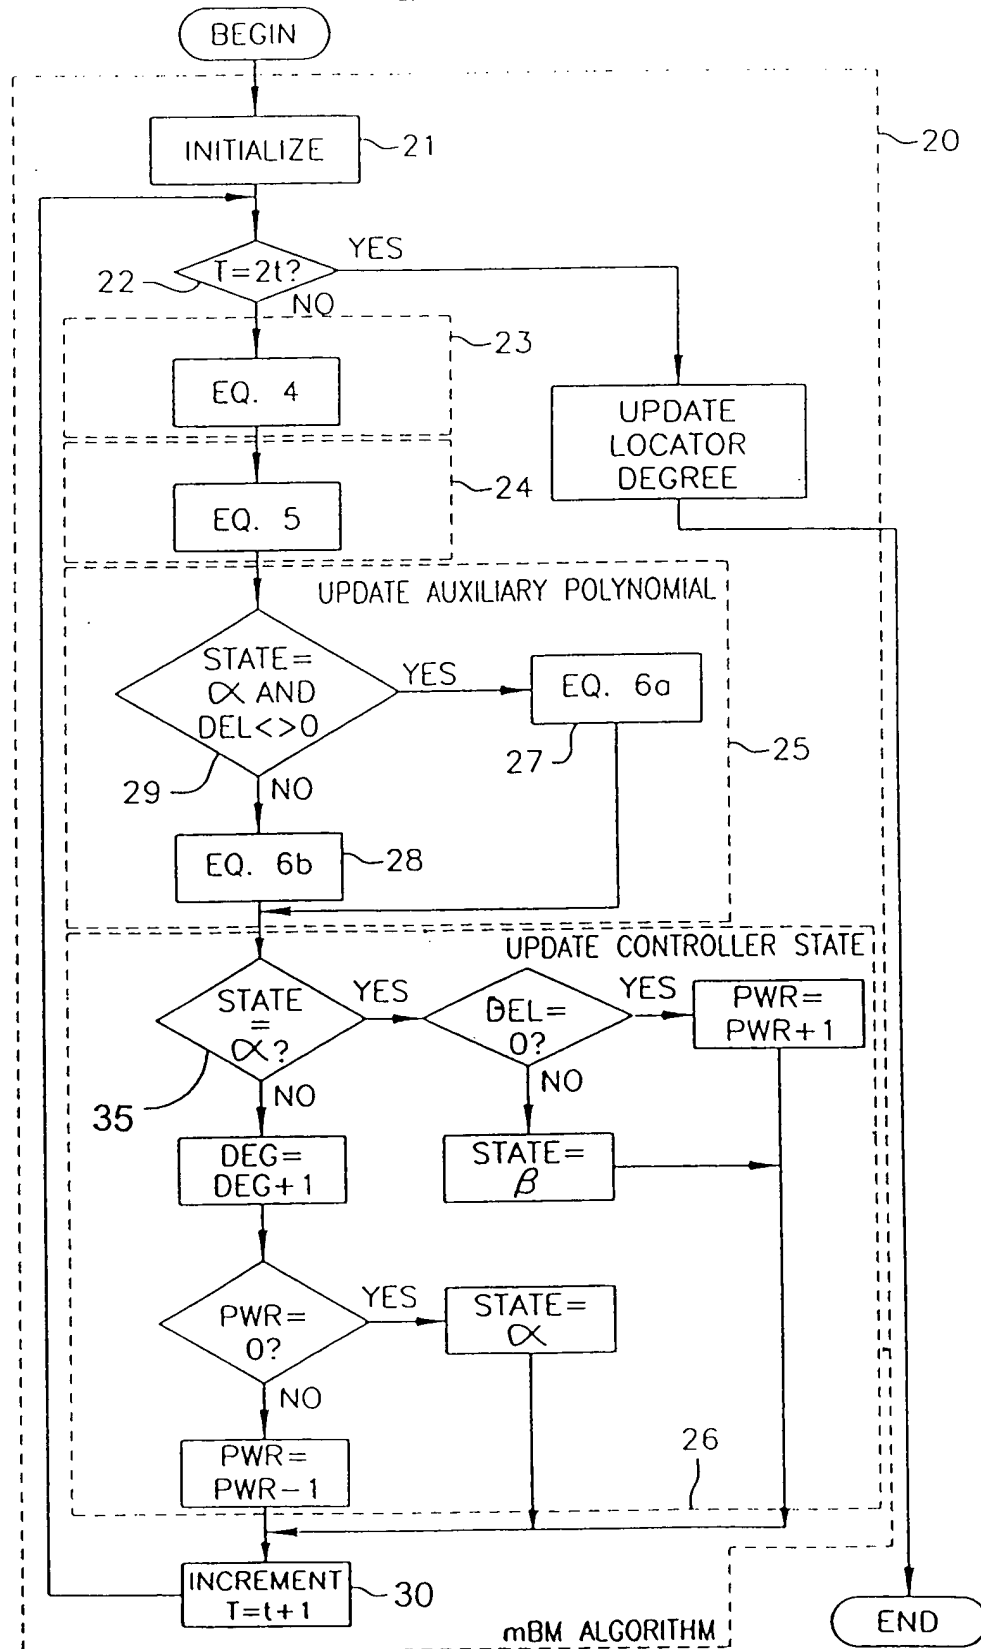 BEGIN
INITIALIZE
21
20
T=2t?
YES
22
NO
23
EQ. 4
UPDATE
LOCATOR
DEGREE
24
EQ. 5
UPDATE AUXILIARY POLYNOMIAL
STATE=
α AND
DEL<>0
YES
EQ. 6a
27
25
29
NO
EQ. 6b
28
UPDATE CONTROLLER STATE
STATE
=
α?
YES
DEL=
0?
YES
PWR=
PWR+1
35
NO
NO
DEG=
DEG+1
STATE=
β
PWR=
0?
YES
STATE=
α
NO
PWR=
PWR-1
26
INCREMENT
T=t+1
30
mBM ALGORITHM
END